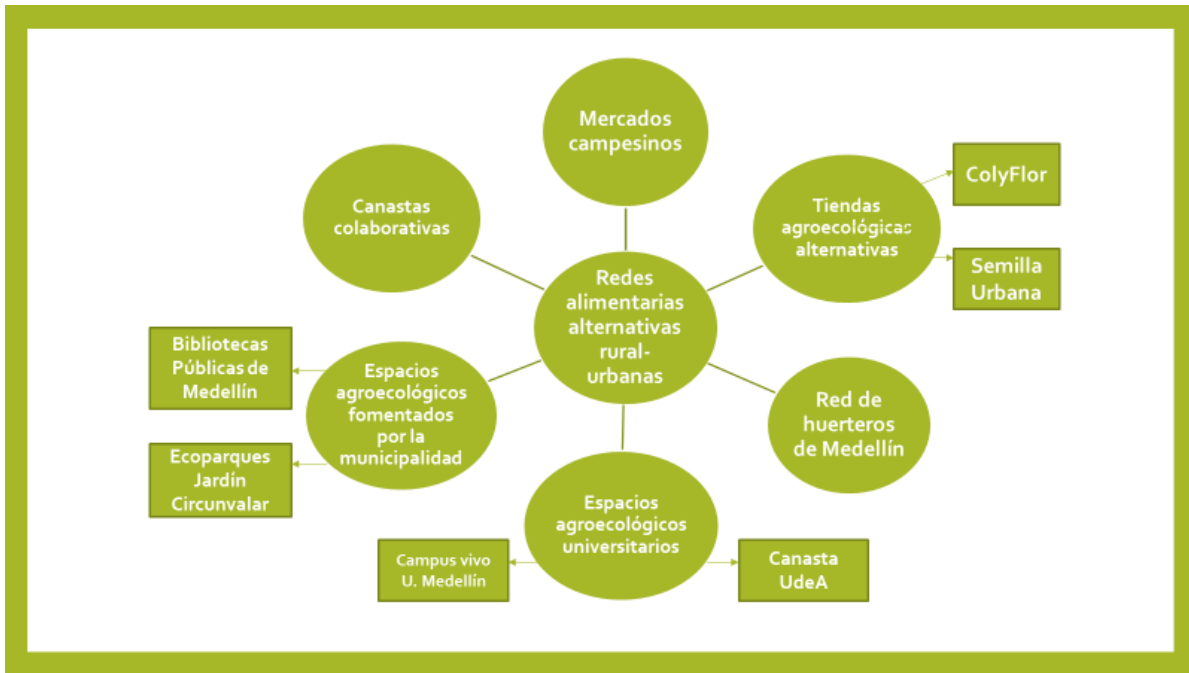 Mercados
campesinos
Canastas
colaborativas
Tiendas
agroecológicas
alternativas
ColyFlor
Semilla
Urbana
Redes
alimentarias
alternativas
rural-
urbanas
Bibliotecas
Públicas de
Medellín
Espacios
agroecológicos
fomentados
por la
municipalidad
Ecoparques
Jardín
Circunvalar
Red de
huerteros
de Medellín
Espacios
agroecológicos
universitarios
Campus vivo
U. Medellín
Canasta
UdeA